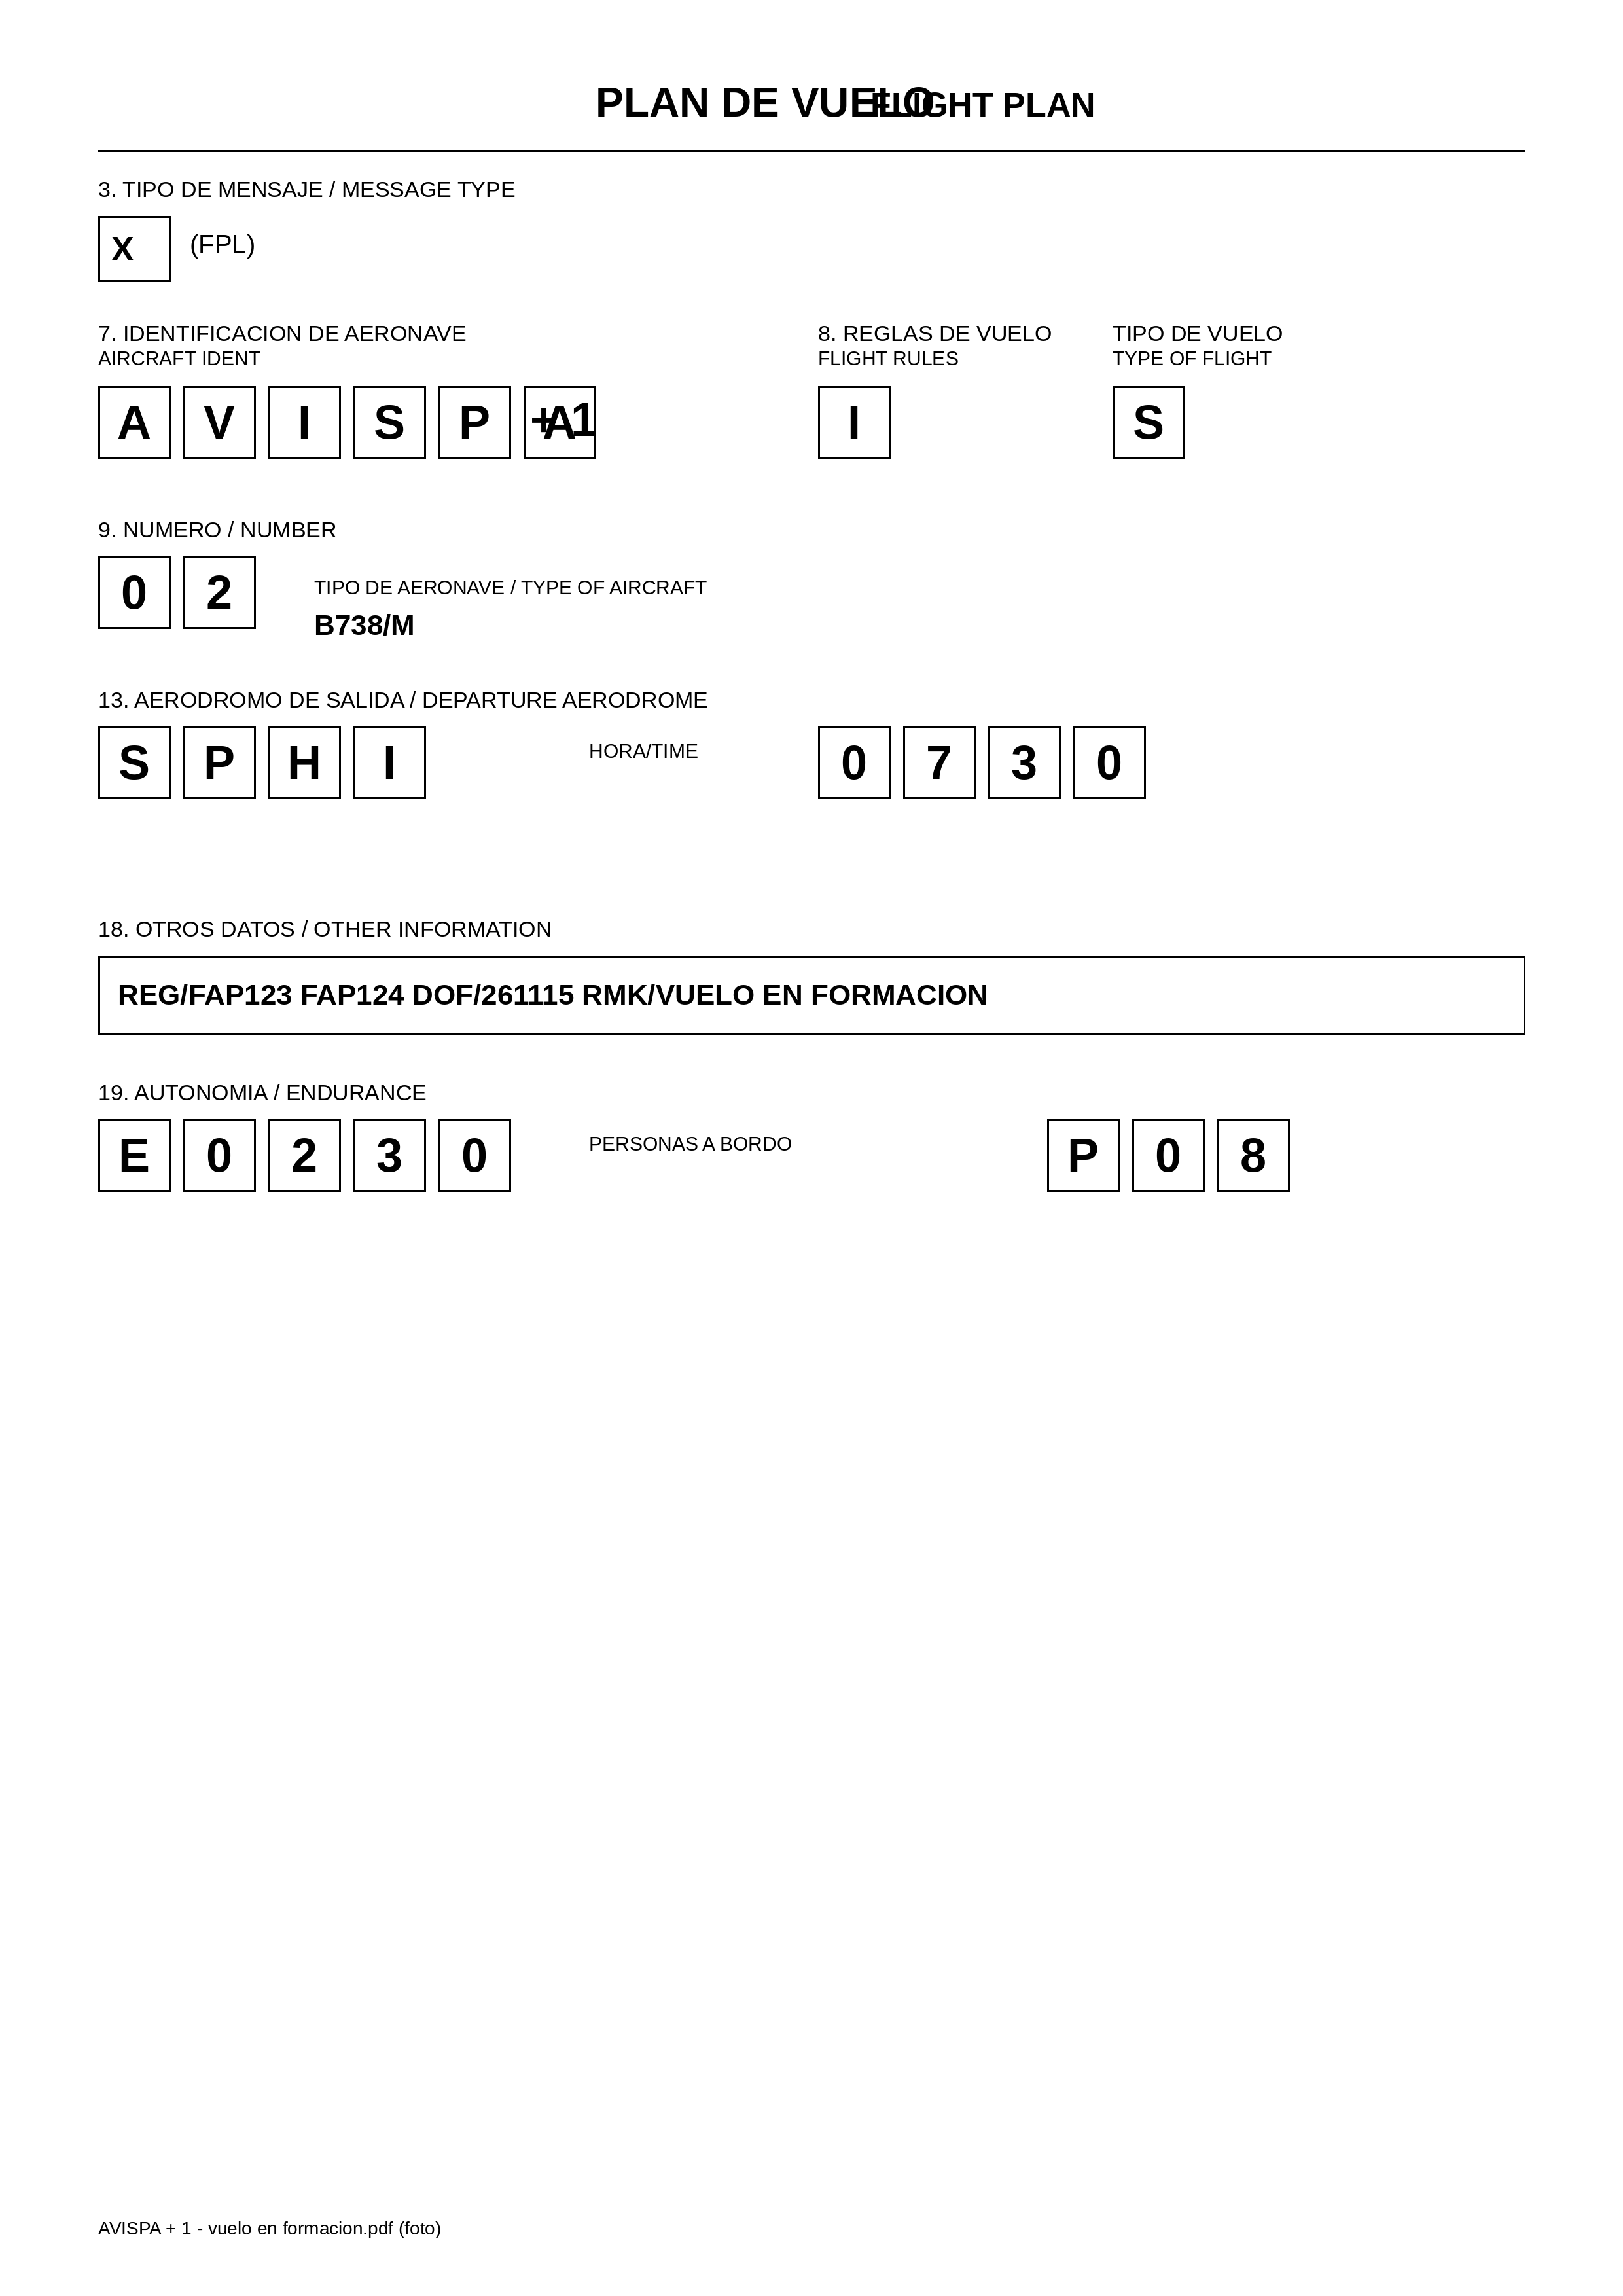 PLAN DE VUELO FLIGHT PLAN
3. TIPO DE MENSAJE / MESSAGE TYPE
X (FPL)
7. IDENTIFICACION DE AERONAVE 8. REGLAS DE VUELO TIPO DE VUELO
AIRCRAFT IDENT FLIGHT RULES TYPE OF FLIGHT
A V I S P A + 1 I S
9. NUMERO / NUMBER
0 2 TIPO DE AERONAVE / TYPE OF AIRCRAFT
B738/M
13. AERODROMO DE SALIDA / DEPARTURE AERODROME
S P H I HORA/TIME 0 7 3 0
18. OTROS DATOS / OTHER INFORMATION
REG/FAP123 FAP124 DOF/261115 RMK/VUELO EN FORMACION
19. AUTONOMIA / ENDURANCE
E 0 2 3 0 PERSONAS A BORDO P 0 8
AVISPA + 1 - vuelo en formacion.pdf (foto)